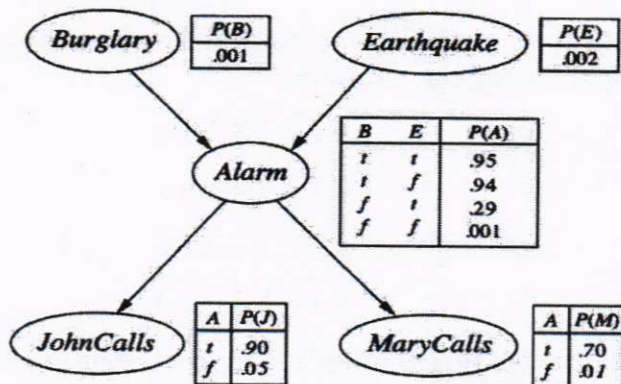 Burglary
P(B)
.001
Earthquake
P(E)
.002
Alarm
B E P(A)
t t .95
t f .94
f t .29
f f .001
JohnCalls
A P(J)
t .90
f .05
MaryCalls
A P(M)
t .70
f .01